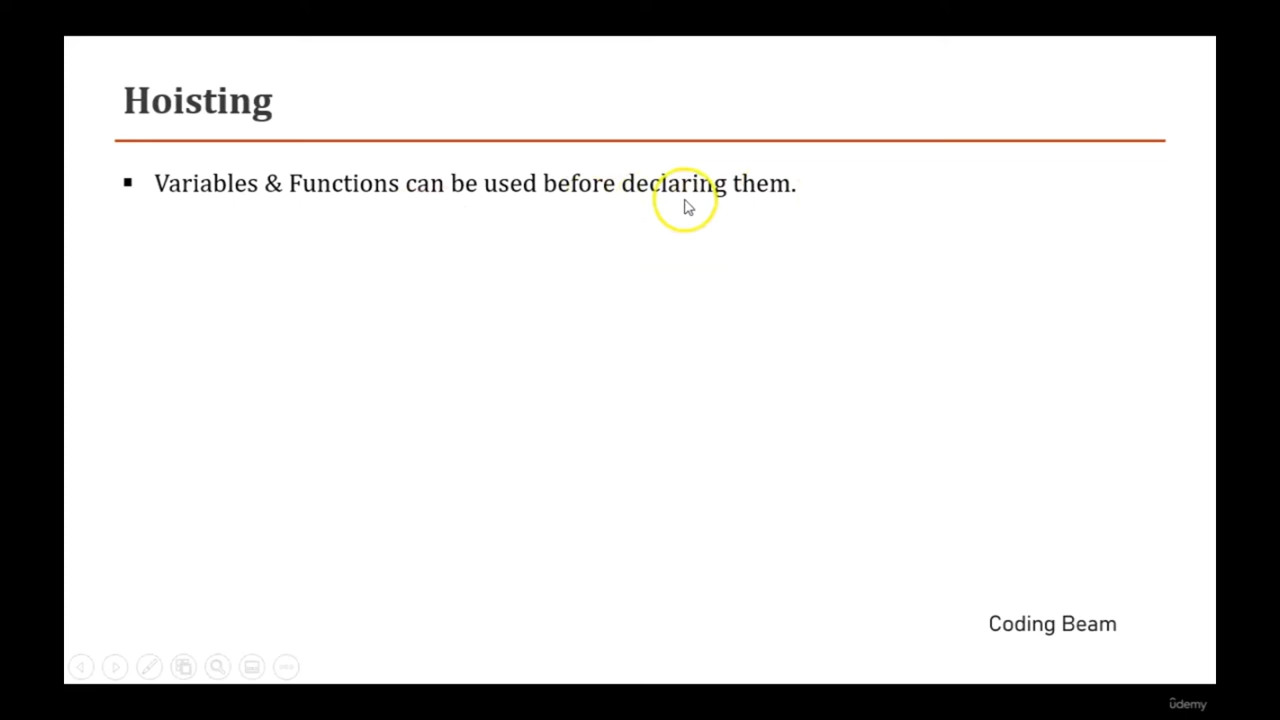 Hoisting
▪ Variables & Functions can be used before declaring them.
Coding Beam
ûdemy